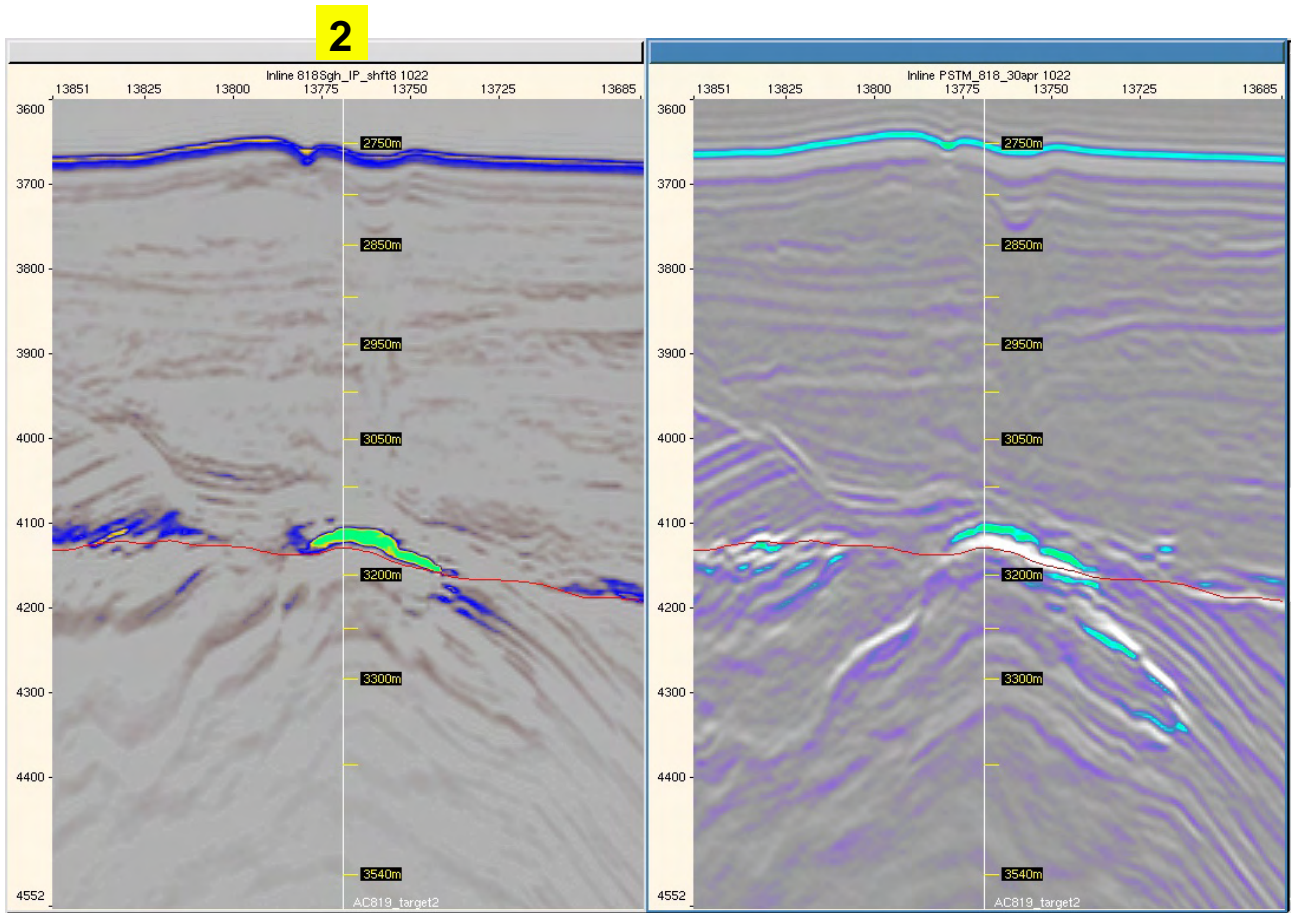 2
Inline 818Sgh_IP_shft8 1022
13851 13825 13800 13775 13750 13725 13685
3600
2750m
3700
2850m
3800
3900
2950m
4000
3050m
4100
3200m
4200
3300m
4300
4400
3540m
4552
AC819_target2
Inline PSTM_818_30apr 1022
13851 13825 13800 13775 13750 13725 13685
3600
2750m
3700
2850m
3800
3900
2950m
4000
3050m
4100
3200m
4200
3300m
4300
4400
3540m
4552
AC819_target2